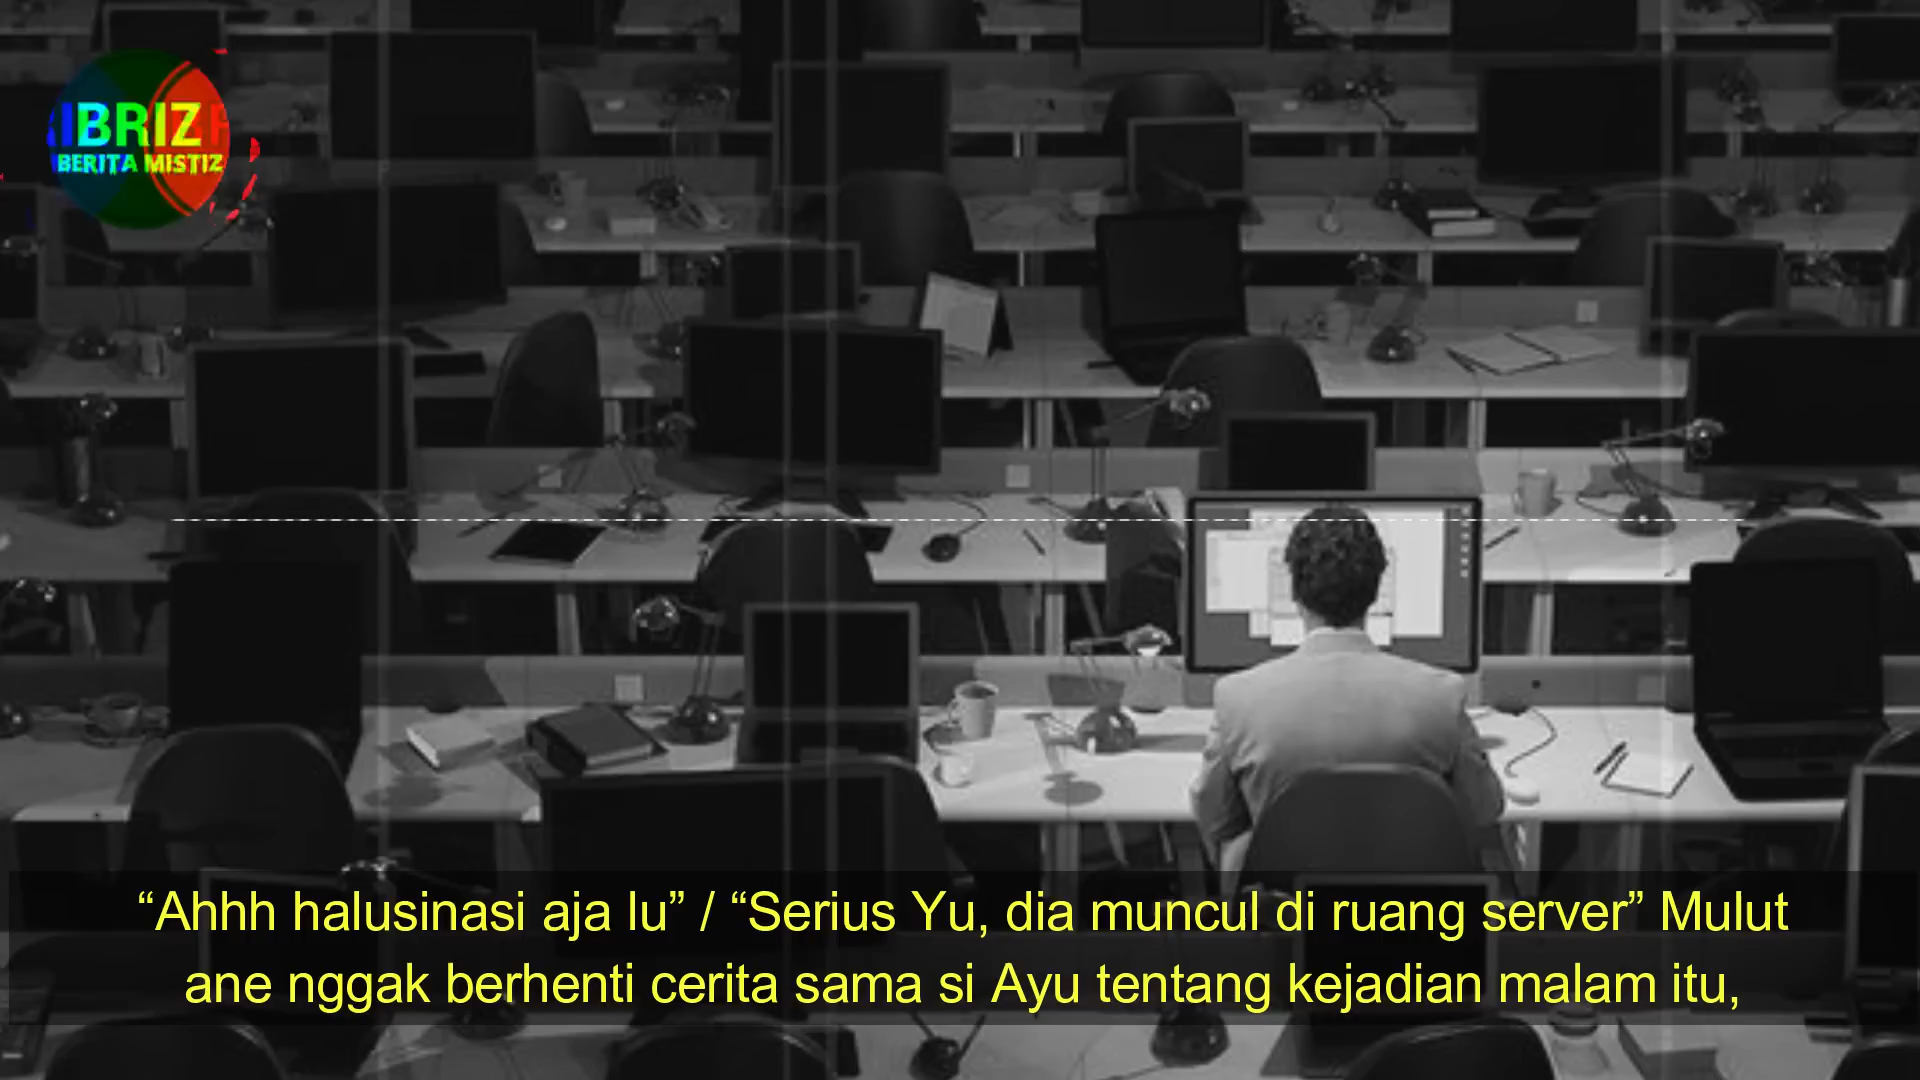 IBRIZ
BERITA MISTIZ
“Ahhh halusinasi aja lu” / “Serius Yu, dia muncul di ruang server” Mulut
ane nggak berhenti cerita sama si Ayu tentang kejadian malam itu,